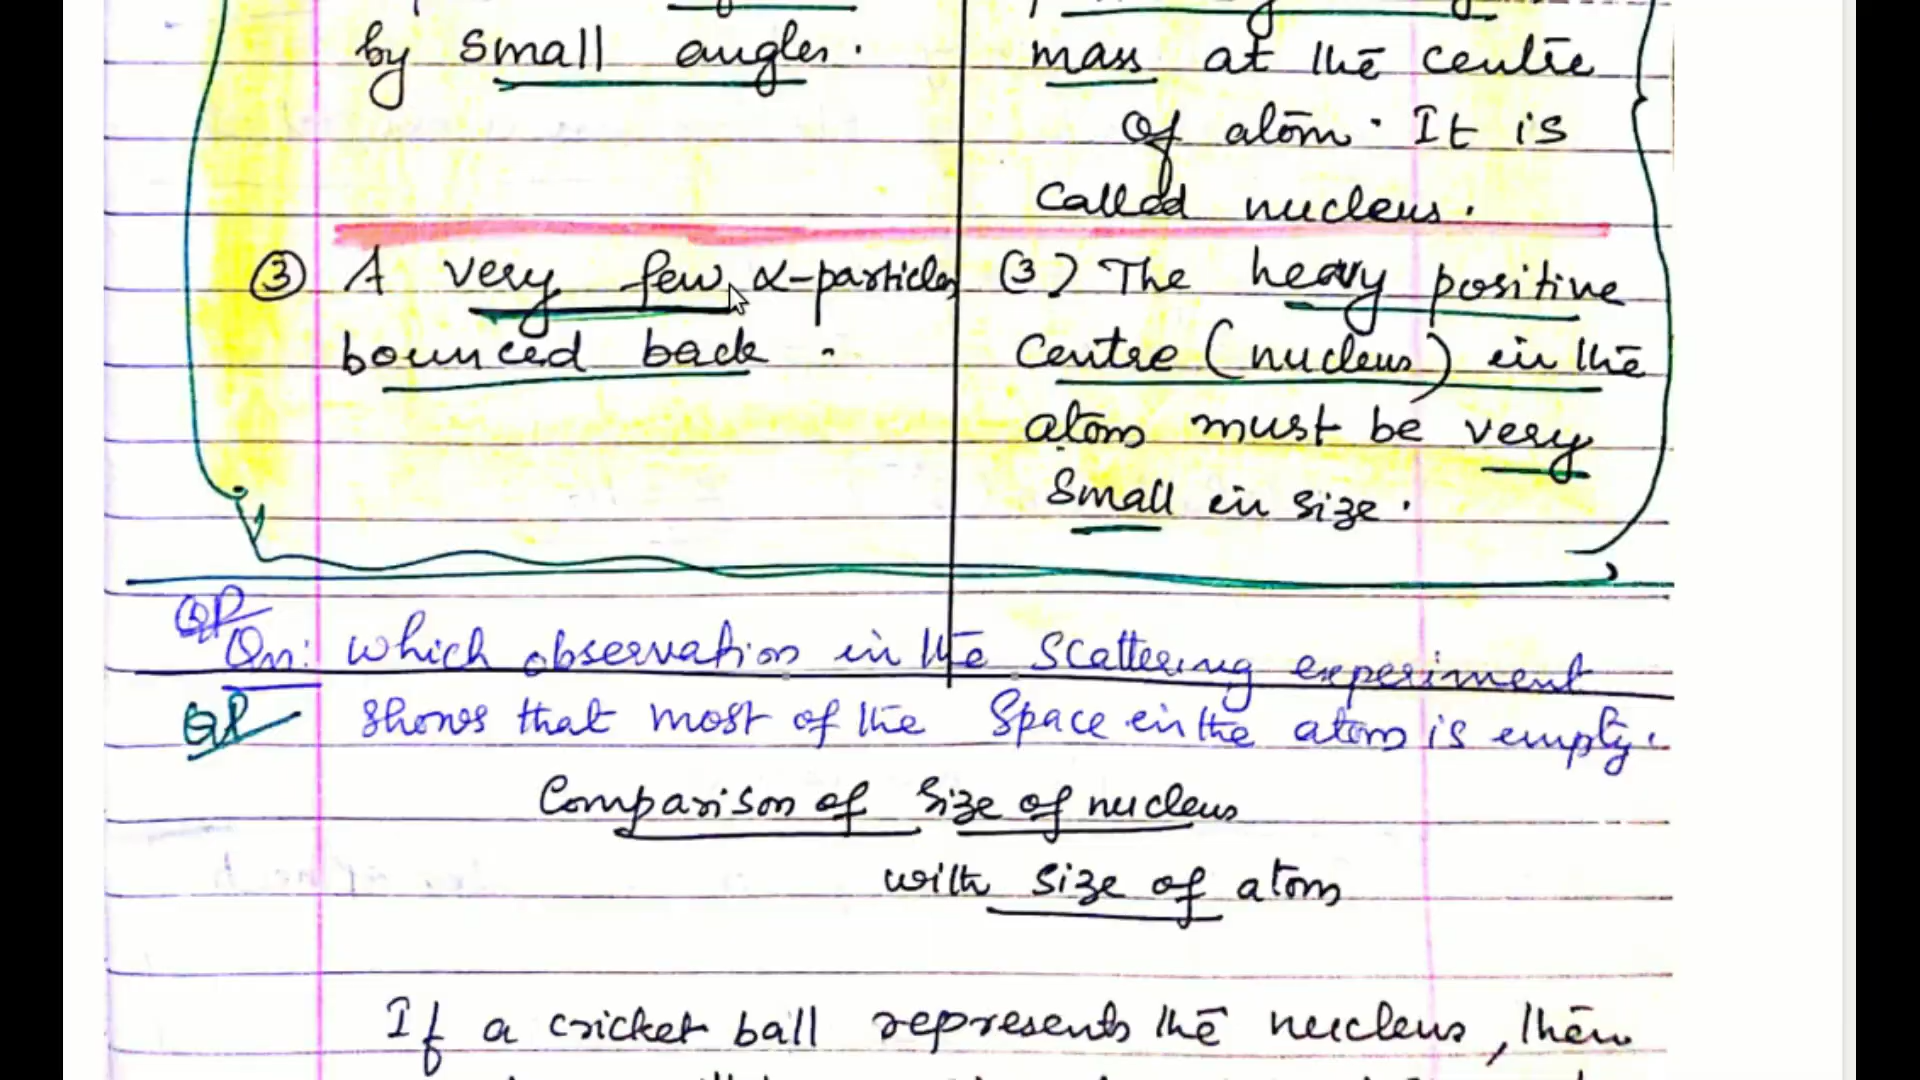 by small angles.
③ A very few α-particles
bounced back.
mass at the centre
of atom. It is
called nucleus.
(3) The heavy positive
centre (nucleus) in the
atom must be very
small in size.
Qn: Which observation in the scattering experiment
shows that most of the space in the atom is empty.
Comparison of size of nucleus
with size of atom
If a cricket ball represents the nucleus, then